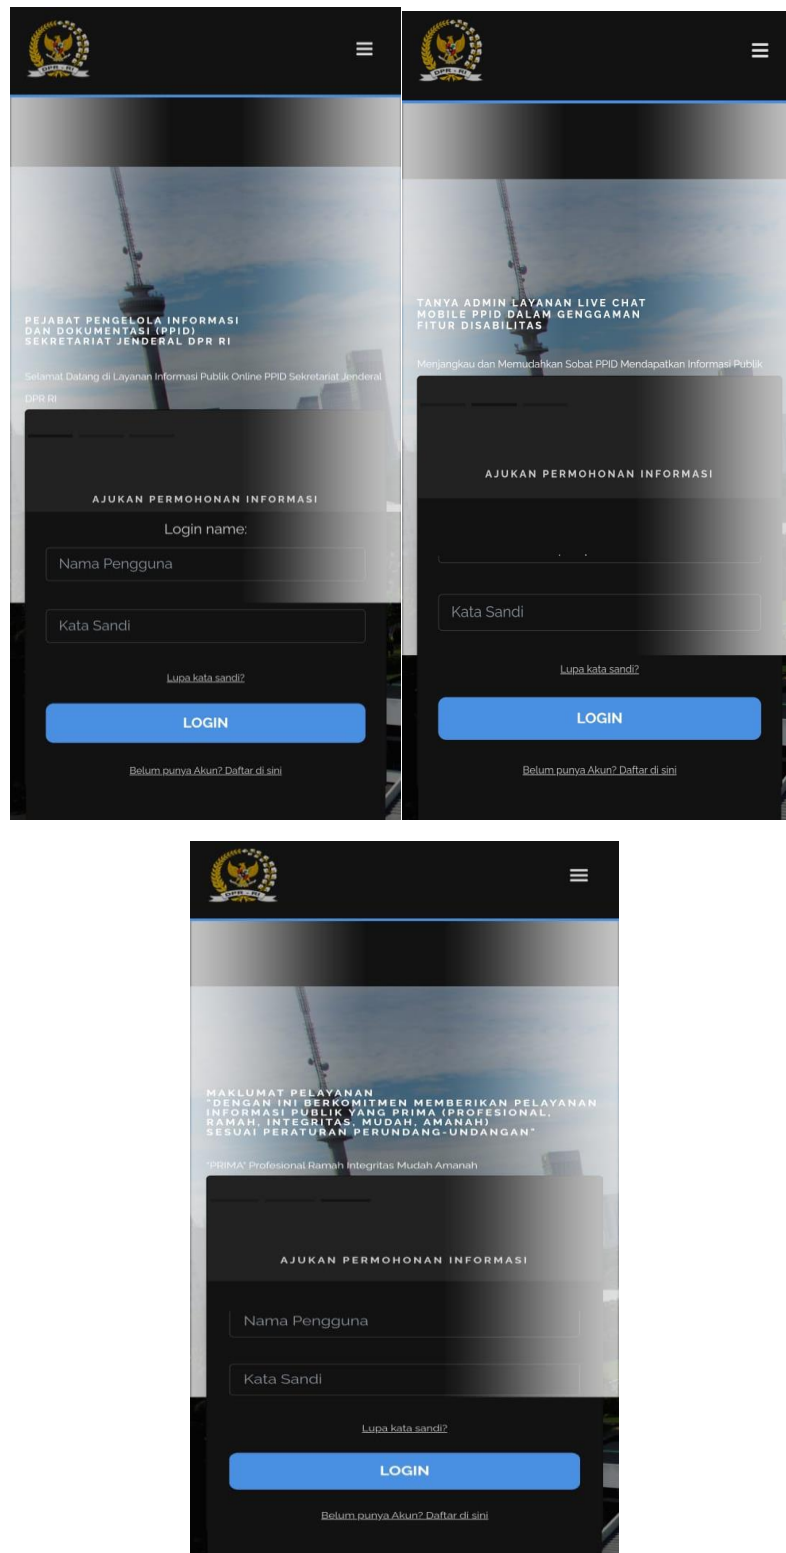 DPR - RI
PEJABAT PENGELOLA INFORMASI
DAN DOKUMENTASI (PPID)
SEKRETARIAT JENDERAL DPR RI
Selamat Datang di Layanan Informasi Publik Online PPID Sekretariat Jenderal
DPR RI
AJUKAN PERMOHONAN INFORMASI
Login name:
Nama Pengguna
Kata Sandi
Lupa kata sandi?
LOGIN
Belum punya Akun? Daftar di sini
DPR - RI
TANYA ADMIN LAYANAN LIVE CHAT
MOBILE PPID DALAM GENGGAMAN
FITUR DISABILITAS
Menjangkau dan Memudahkan Sobat PPID Mendapatkan Informasi Publik
AJUKAN PERMOHONAN INFORMASI
Kata Sandi
Lupa kata sandi?
LOGIN
Belum punya Akun? Daftar di sini
DPR - RI
MAKLUMAT PELAYANAN
"DENGAN INI BERKOMITMEN MEMBERIKAN PELAYANAN
INFORMASI PUBLIK YANG PRIMA (PROFESIONAL,
RAMAH, INTEGRITAS, MUDAH, AMANAH)
SESUAI PERATURAN PERUNDANG-UNDANGAN"
"PRIMA" Profesional Ramah Integritas Mudah Amanah
AJUKAN PERMOHONAN INFORMASI
Nama Pengguna
Kata Sandi
Lupa kata sandi?
LOGIN
Belum punya Akun? Daftar di sini